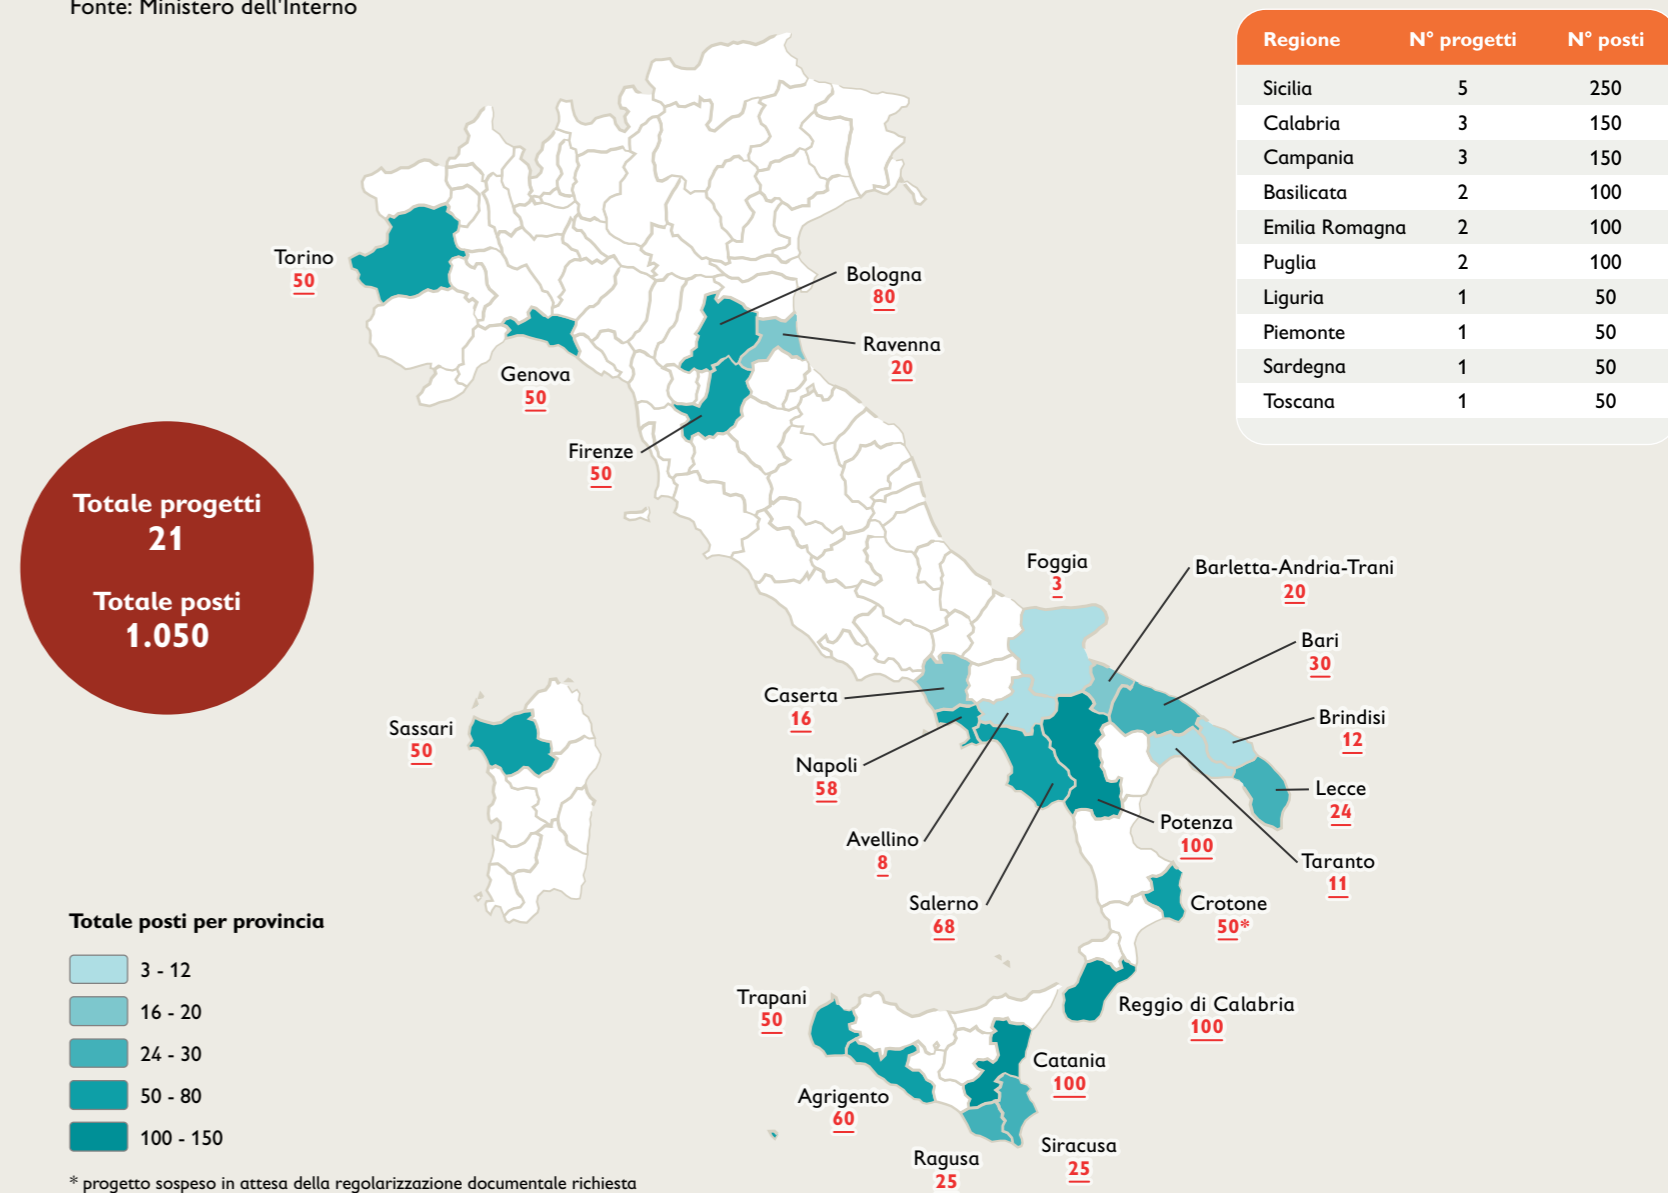 Fonte: Ministero dell'Interno
Regione N° progetti N° posti
Sicilia 5 250
Calabria 3 150
Campania 3 150
Basilicata 2 100
Emilia Romagna 2 100
Puglia 2 100
Liguria 1 50
Piemonte 1 50
Sardegna 1 50
Toscana 1 50
Torino
50
Bologna
80
Ravenna
20
Genova
50
Firenze
50
Totale progetti
21
Totale posti
1.050
Foggia
3
Barletta-Andria-Trani
20
Bari
30
Caserta
16
Brindisi
12
Sassari
50
Napoli
58
Lecce
24
Avellino
8
Potenza
100
Taranto
11
Salerno
68
Crotone
50*
Trapani
50
Reggio di Calabria
100
Catania
100
Agrigento
60
Siracusa
25
Ragusa
25
Totale posti per provincia
3 - 12
16 - 20
24 - 30
50 - 80
100 - 150
* progetto sospeso in attesa della regolarizzazione documentale richiesta